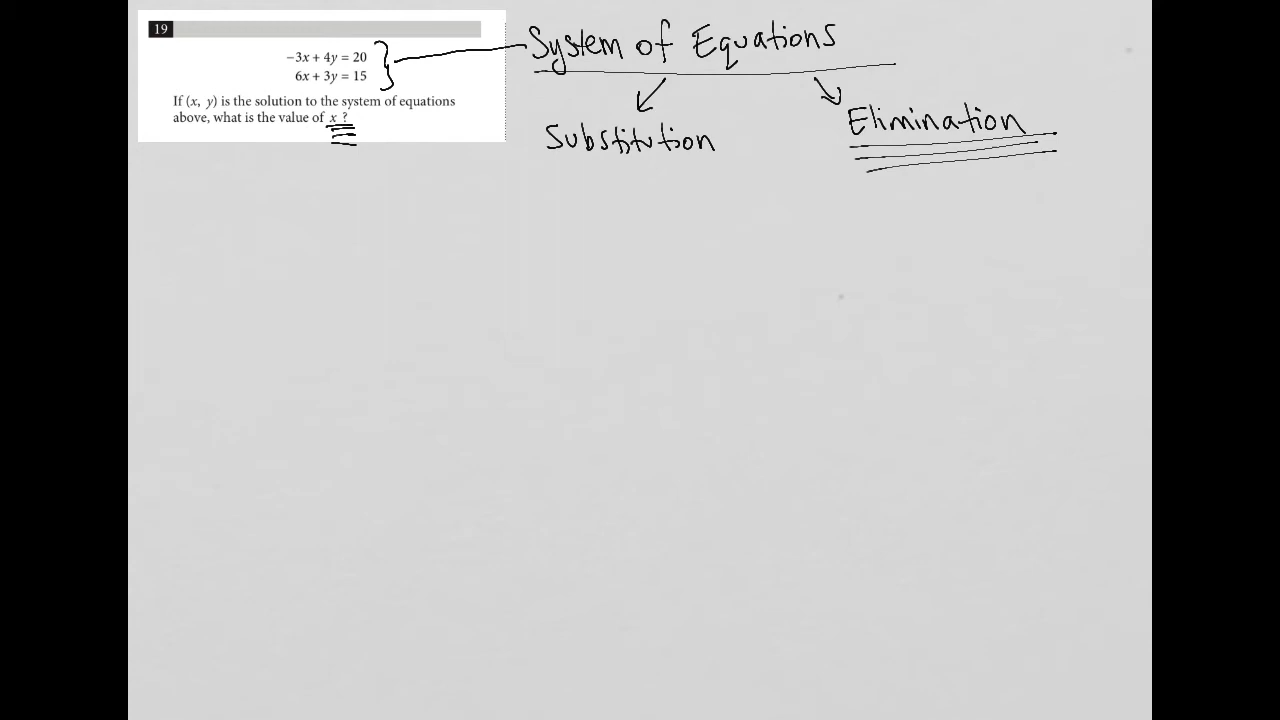 19
−3x + 4y = 20
6x + 3y = 15
If (x, y) is the solution to the system of equations
above, what is the value of x ?
System of Equations
Substitution
Elimination